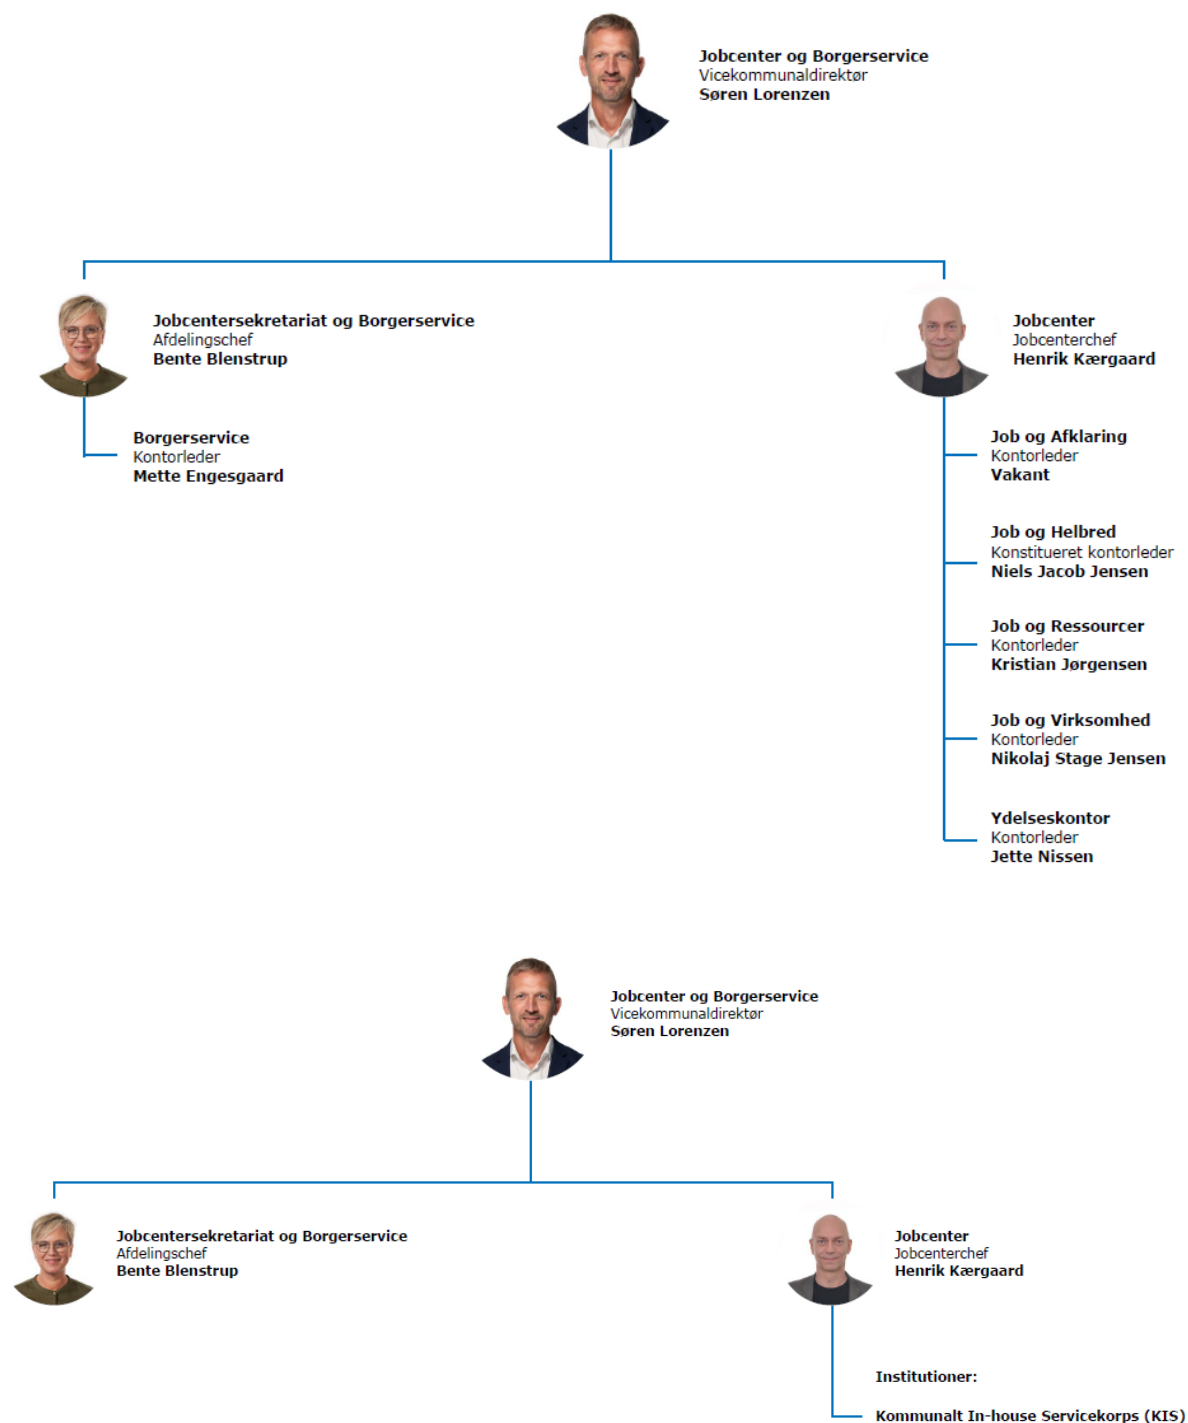 Jobcenter og Borgerservice
Vicekommunaldirektør
Søren Lorenzen
Jobcentersekretariat og Borgerservice
Afdelingschef
Bente Blenstrup
Borgerservice
Kontorleder
Mette Engesgaard
Jobcenter
Jobcenterchef
Henrik Kærgaard
Job og Afklaring
Kontorleder
Vakant
Job og Helbred
Konstitueret kontorleder
Niels Jacob Jensen
Job og Ressourcer
Kontorleder
Kristian Jørgensen
Job og Virksomhed
Kontorleder
Nikolaj Stage Jensen
Ydelseskontor
Kontorleder
Jette Nissen
Jobcenter og Borgerservice
Vicekommunaldirektør
Søren Lorenzen
Jobcentersekretariat og Borgerservice
Afdelingschef
Bente Blenstrup
Jobcenter
Jobcenterchef
Henrik Kærgaard
Institutioner:
Kommunalt In-house Servicekorps (KIS)